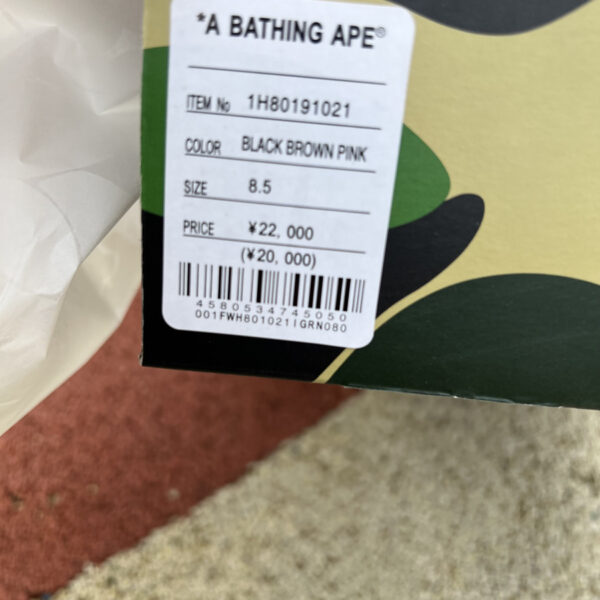 *A BATHING APE®
ITEM No 1H80191021
COLOR BLACK BROWN PINK
SIZE 8.5
PRICE ¥22, 000
(¥20, 000)
4580534745050
001FWH801021IGRN080